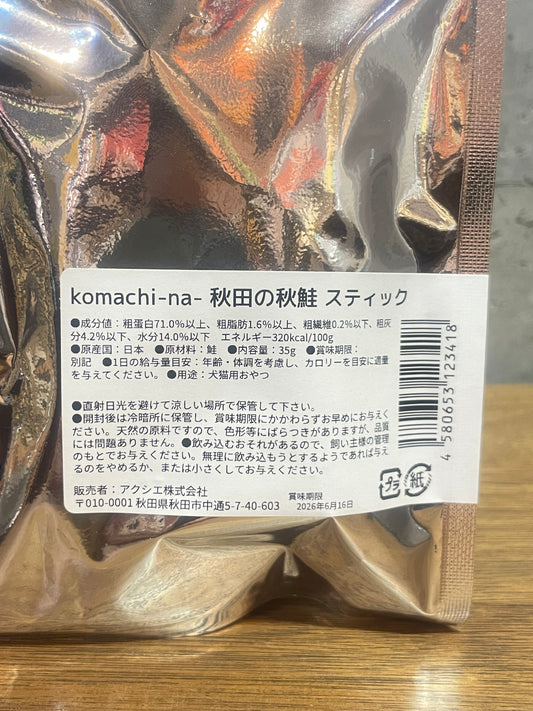 komachi-na- 秋田の秋鮭 スティック
●成分値：粗蛋白71.0%以上、粗脂肪1.6%以上、粗繊維0.2%以下、粗灰
分4.2%以下、水分14.0%以下　エネルギー320kcal/100g
●原産国：日本　●原材料：鮭　●内容量：35g　●賞味期限：
別記　●1日の給与量目安：年齢・体調を考慮し、カロリーを目安に適量
を与えてください。●用途：犬猫用おやつ
●直射日光を避けて涼しい場所で保管して下さい。
●開封後は冷暗所に保管し、賞味期限にかかわらずお早めにお与えく
ださい。天然の原料ですので、色形等にばらつきがありますが、品質
には問題ありません。●飲み込むおそれがあるので、飼い主様の管理
のもとでお与えください。無理に飲み込もうとするようであれば与え
るのをやめるか、または小さくしてお与えください。
販売者：アクシエ株式会社
〒010-0001 秋田県秋田市中通5-7-40-603
賞味期限
2026年6月16日
4 580653 123418
プラ
紙